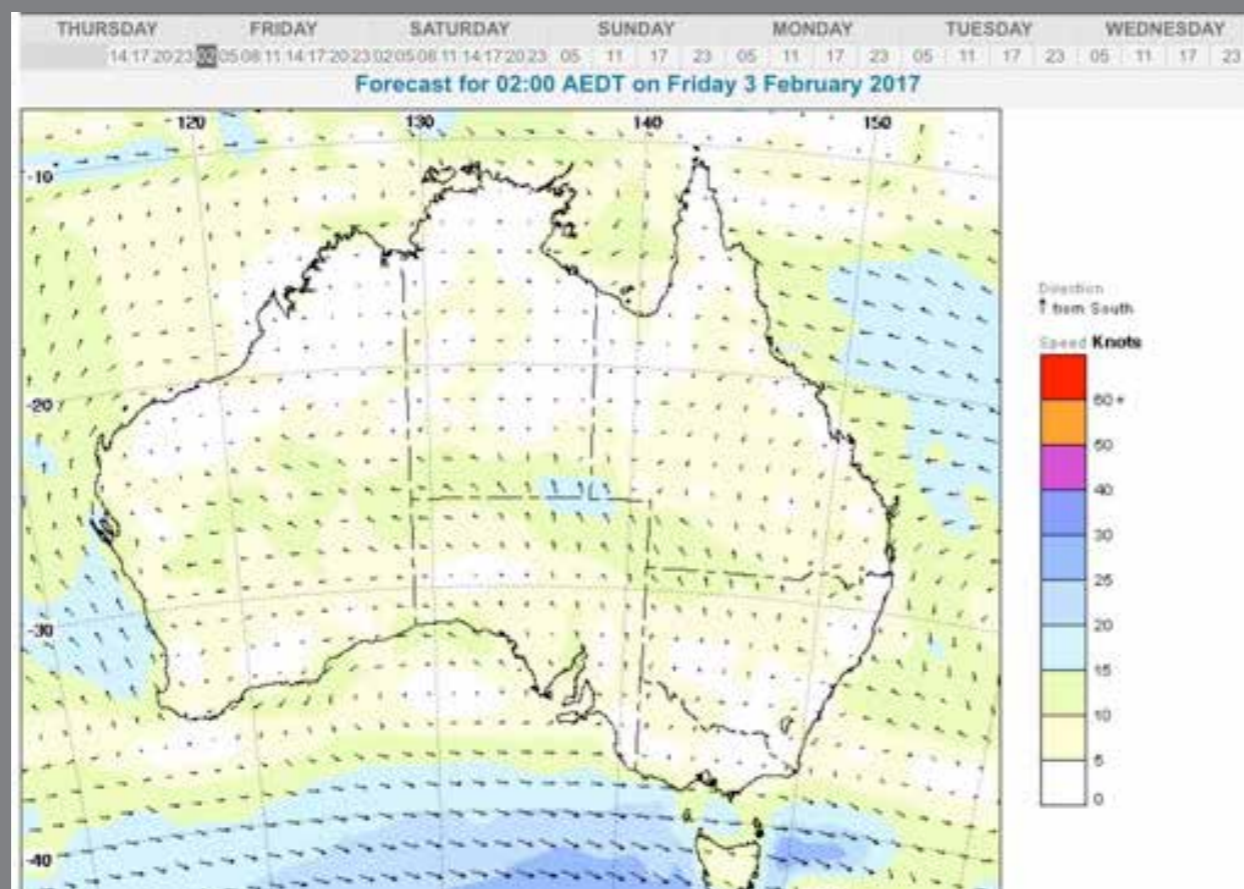 THURSDAY FRIDAY SATURDAY SUNDAY MONDAY TUESDAY WEDNESDAY
14 17 20 23 02 05 08 11 14 17 20 23 02 05 08 11 14 17 20 23 05 11 17 23 05 11 17 23 05 11 17 23 05 11 17 23
Forecast for 02:00 AEDT on Friday 3 February 2017
120 130 140 150
-10
-20
-30
-40
Direction
↑ from South
Speed Knots
60+
50
40
30
25
20
15
10
5
0